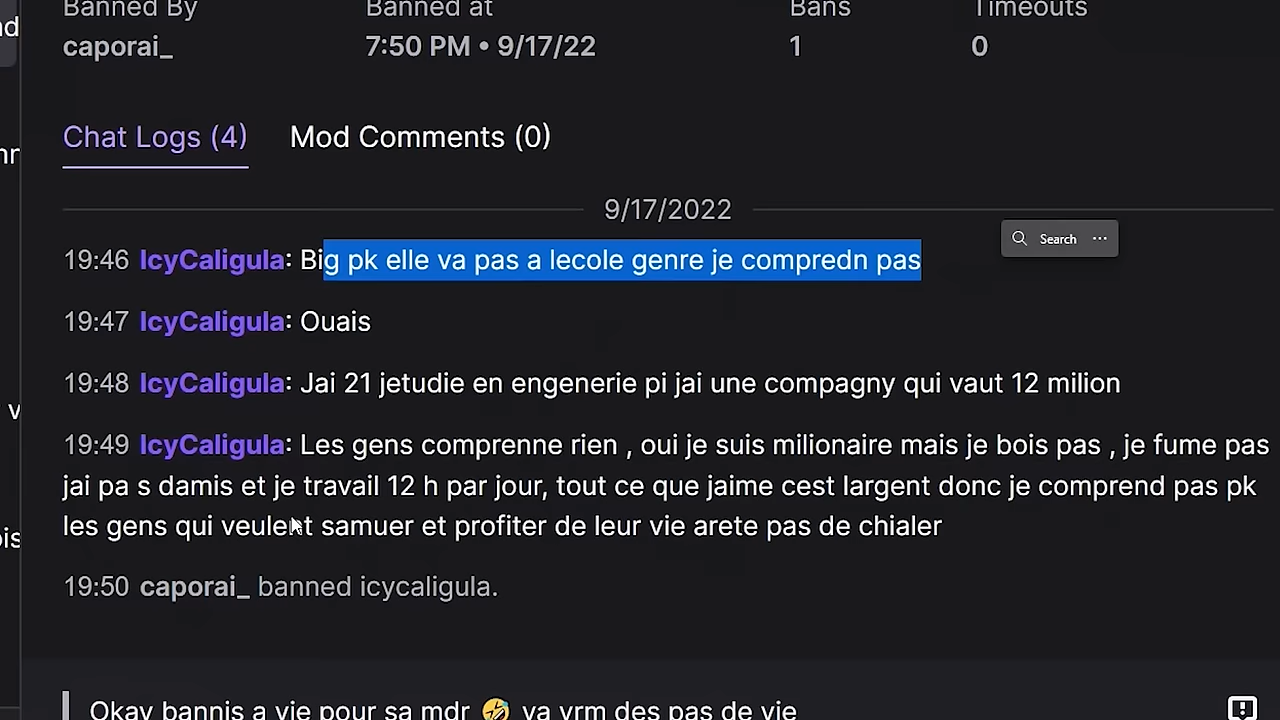 Banned By Banned at Bans Timeouts
caporai_ 7:50 PM • 9/17/22 1 0
Chat Logs (4) Mod Comments (0)
9/17/2022
Search
19:46 IcyCaligula: Big pk elle va pas a lecole genre je compredn pas
19:47 IcyCaligula: Ouais
19:48 IcyCaligula: Jai 21 jetudie en engenerie pi jai une compagny qui vaut 12 milion
19:49 IcyCaligula: Les gens comprenne rien , oui je suis milionaire mais je bois pas , je fume pas
jai pa s damis et je travail 12 h par jour, tout ce que jaime cest largent donc je comprend pas pk
les gens qui veulent samuer et profiter de leur vie arete pas de chialer
19:50 caporai_ banned icycaligula.
Okay bannis a vie pour sa mdr 🤣 ya vrm des pas de vie